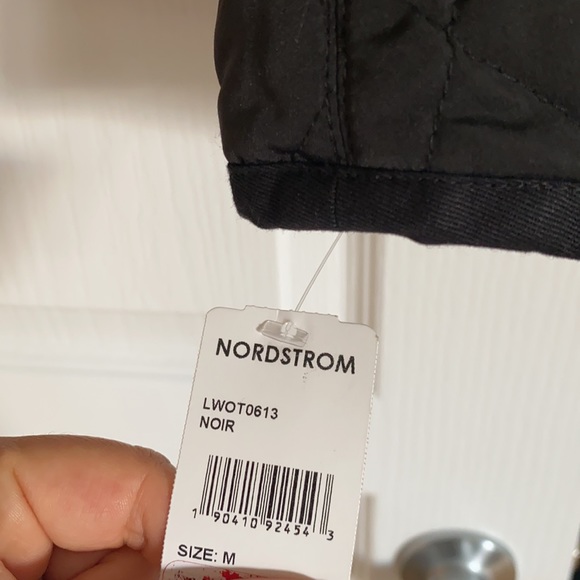 NORDSTROM
LWOT0613
NOIR
1 90410 92454 3
SIZE: M